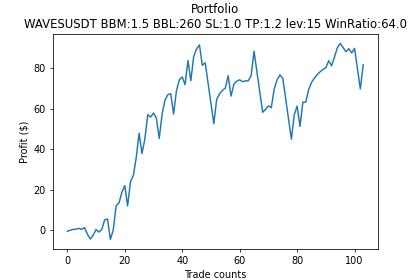 Portfolio
WAVESUSDT BBM:1.5 BBL:260 SL:1.0 TP:1.2 lev:15 WinRatio:64.0
Profit ($)
80
60
40
20
0
0 20 40 60 80 100
Trade counts